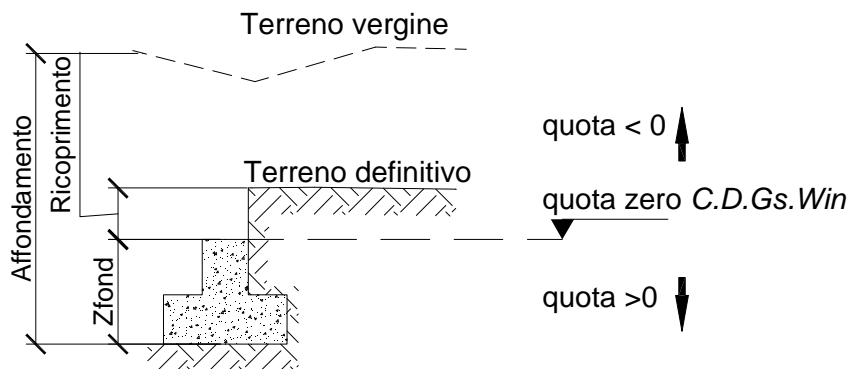 Terreno vergine
Affondamento
Ricoprimento
quota < 0
Terreno definitivo
quota zero C.D.Gs.Win
Zfond
quota >0